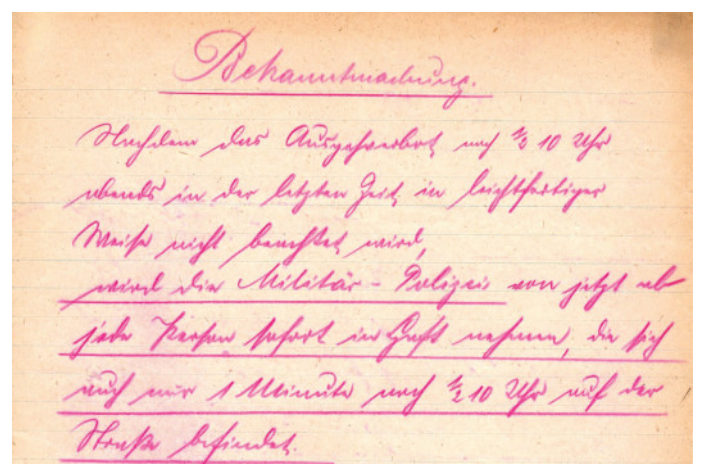 Bekanntmachung.
Nachdem das Ausgehverbot nach ½ 10 Uhr
abends in der letzten Zeit in leichtfertiger
Weise nicht beachtet wird,
wird die Militär-Polizei von jetzt ab
jede Person sofort in Haft nehmen, die sich
auch nur 1 Minute nach ½ 10 Uhr auf der
Straße befindet.